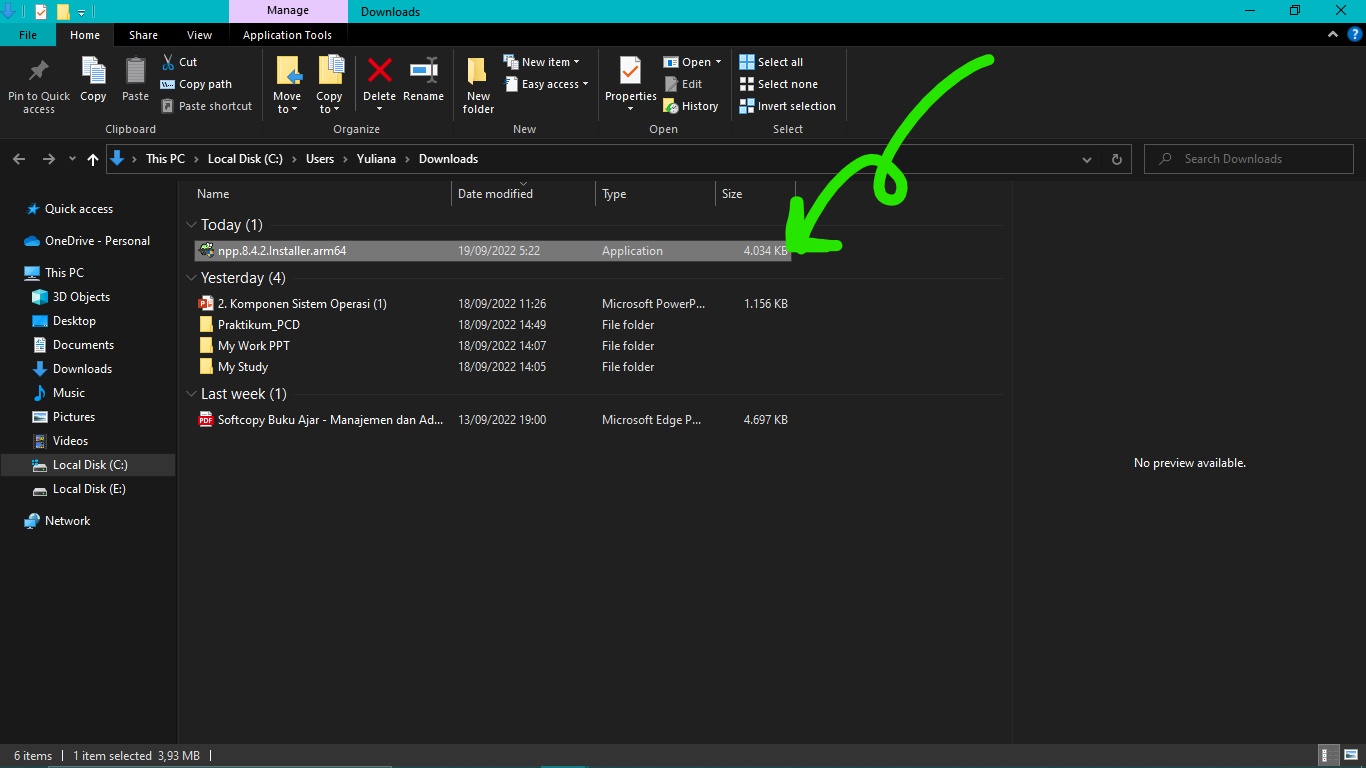 Manage
Downloads
File
Home
Share
View
Application Tools
Pin to Quick access
Copy
Paste
Cut
Copy path
Paste shortcut
Clipboard
Move to
Copy to
Delete
Rename
Organize
New folder
New item
Easy access
New
Properties
Open
Edit
History
Open
Select all
Select none
Invert selection
Select
This PC
Local Disk (C:)
Users
Yuliana
Downloads
Search Downloads
Quick access
OneDrive - Personal
This PC
3D Objects
Desktop
Documents
Downloads
Music
Pictures
Videos
Local Disk (C:)
Local Disk (E:)
Network
Name Date modified Type Size
Today (1)
npp.8.4.2.Installer.arm64 19/09/2022 5:22 Application 4.034 KB
Yesterday (4)
2. Komponen Sistem Operasi (1) 18/09/2022 11:26 Microsoft PowerP... 1.156 KB
Praktikum_PCD 18/09/2022 14:49 File folder
My Work PPT 18/09/2022 14:07 File folder
My Study 18/09/2022 14:05 File folder
Last week (1)
Softcopy Buku Ajar - Manajemen dan Ad... 13/09/2022 19:00 Microsoft Edge P... 4.697 KB
No preview available.
6 items 1 item selected 3,93 MB